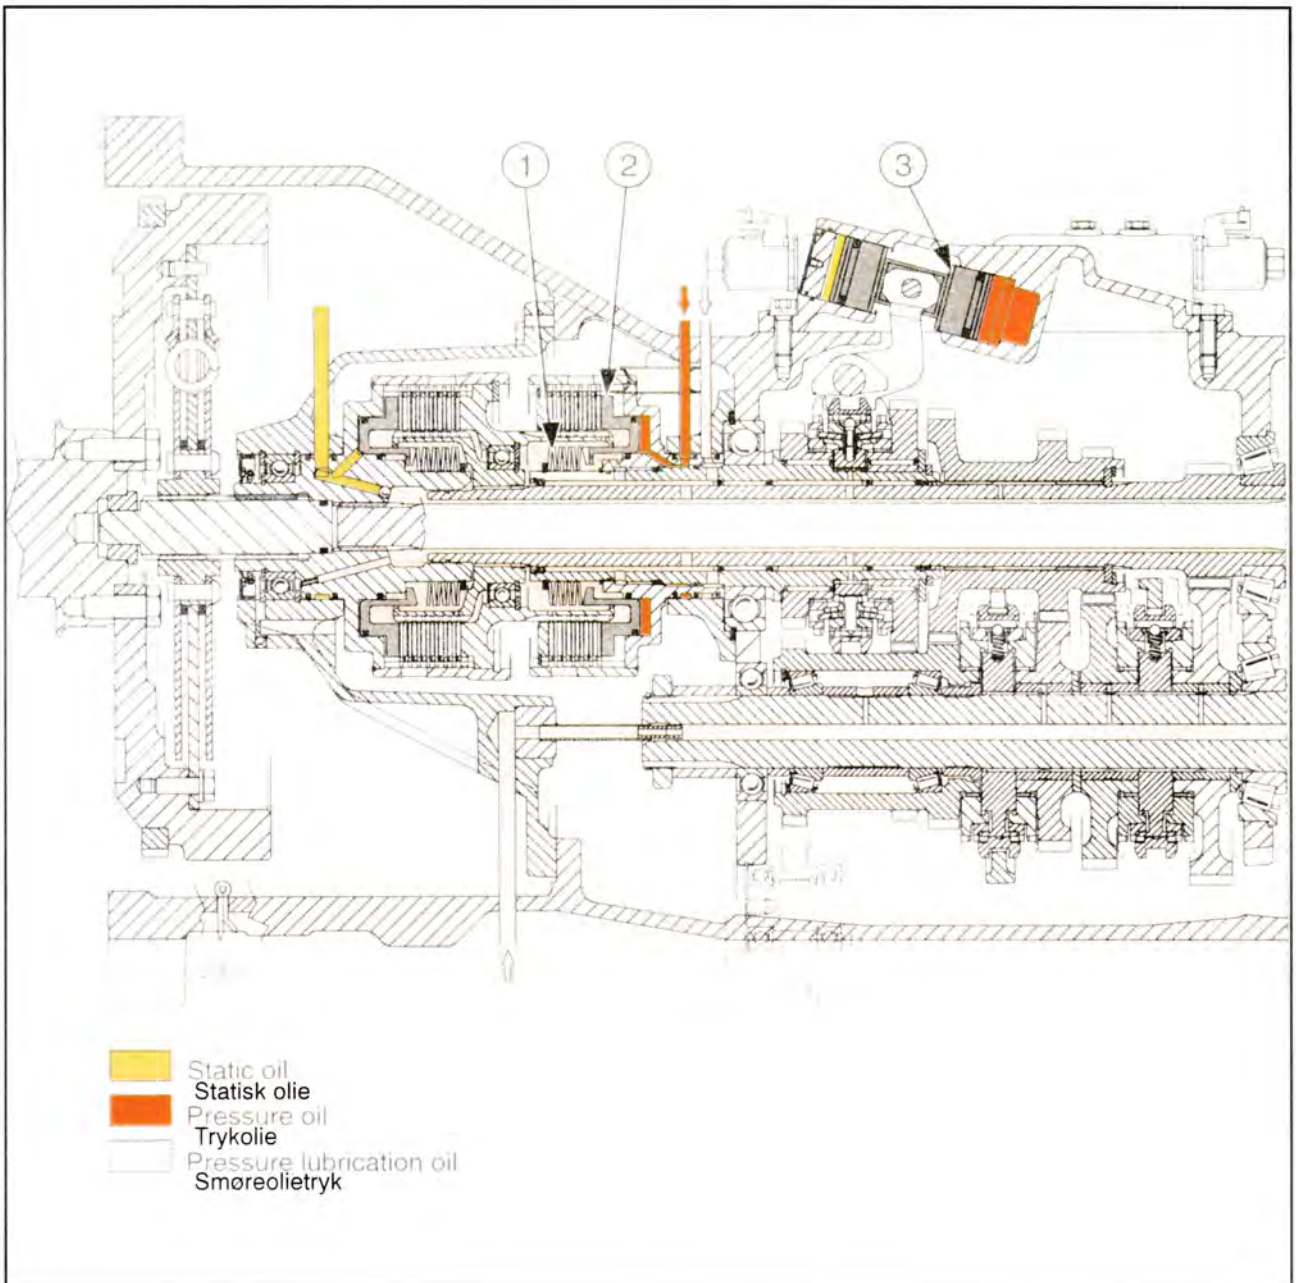 1
2
3
Static oil
Statisk olie
Pressure oil
Trykolie
Pressure lubrication oil
Smøreolietryk